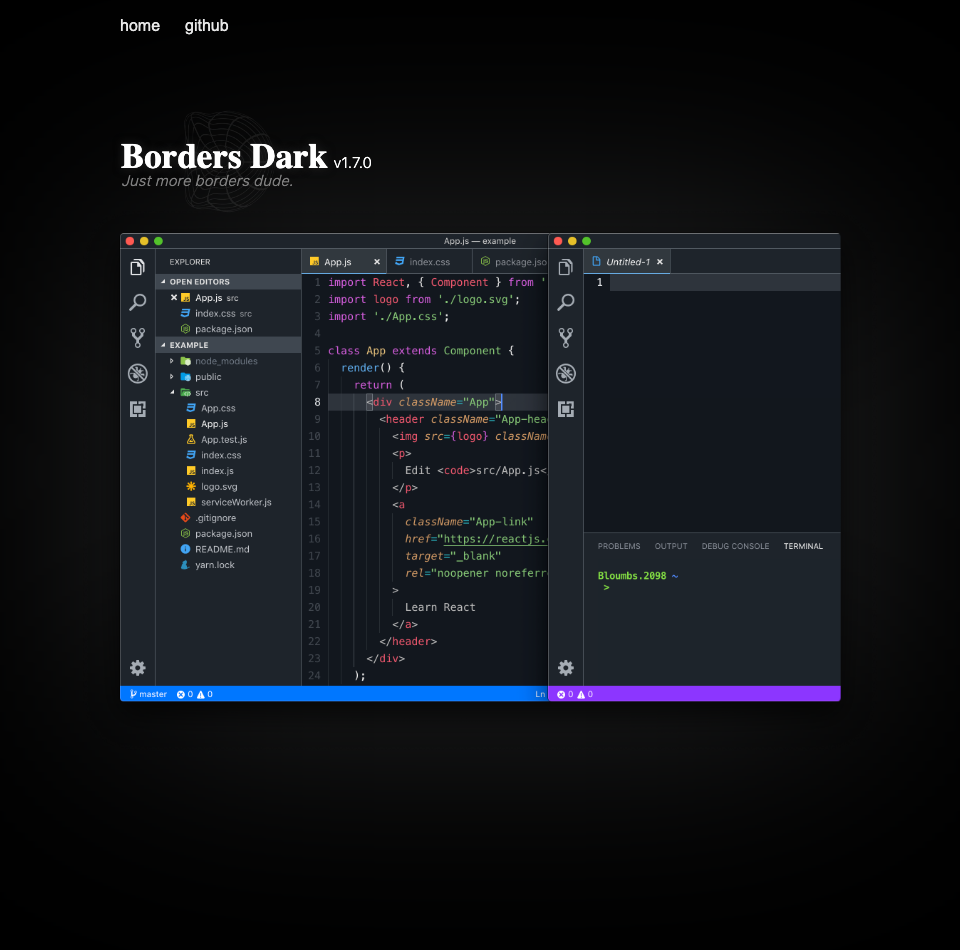 home github
Borders Dark v1.7.0
Just more borders dude.
App.js — example
EXPLORER
OPEN EDITORS
App.js src
index.css src
package.json
EXAMPLE
node_modules
public
src
App.css
App.js
App.test.js
index.css
index.js
logo.svg
serviceWorker.js
.gitignore
package.json
README.md
yarn.lock
App.js index.css package.jso
1 import React, { Component } from '
2 import logo from './logo.svg';
3 import './App.css';
4
5 class App extends Component {
6 render() {
7 return (
8 <div className="App">
9 <header className="App-hea
10 <img src={logo} classNam
11 <p>
12 Edit <code>src/App.js<
13 </p>
14 <a
15 className="App-link"
16 href="https://reactjs.
17 target="_blank"
18 rel="noopener noreferr
19 >
20 Learn React
21 </a>
22 </header>
23 </div>
24 );
master 0 0 Ln
Untitled-1
1
PROBLEMS OUTPUT DEBUG CONSOLE TERMINAL
Bloumbs.2098 ~
>
0 0